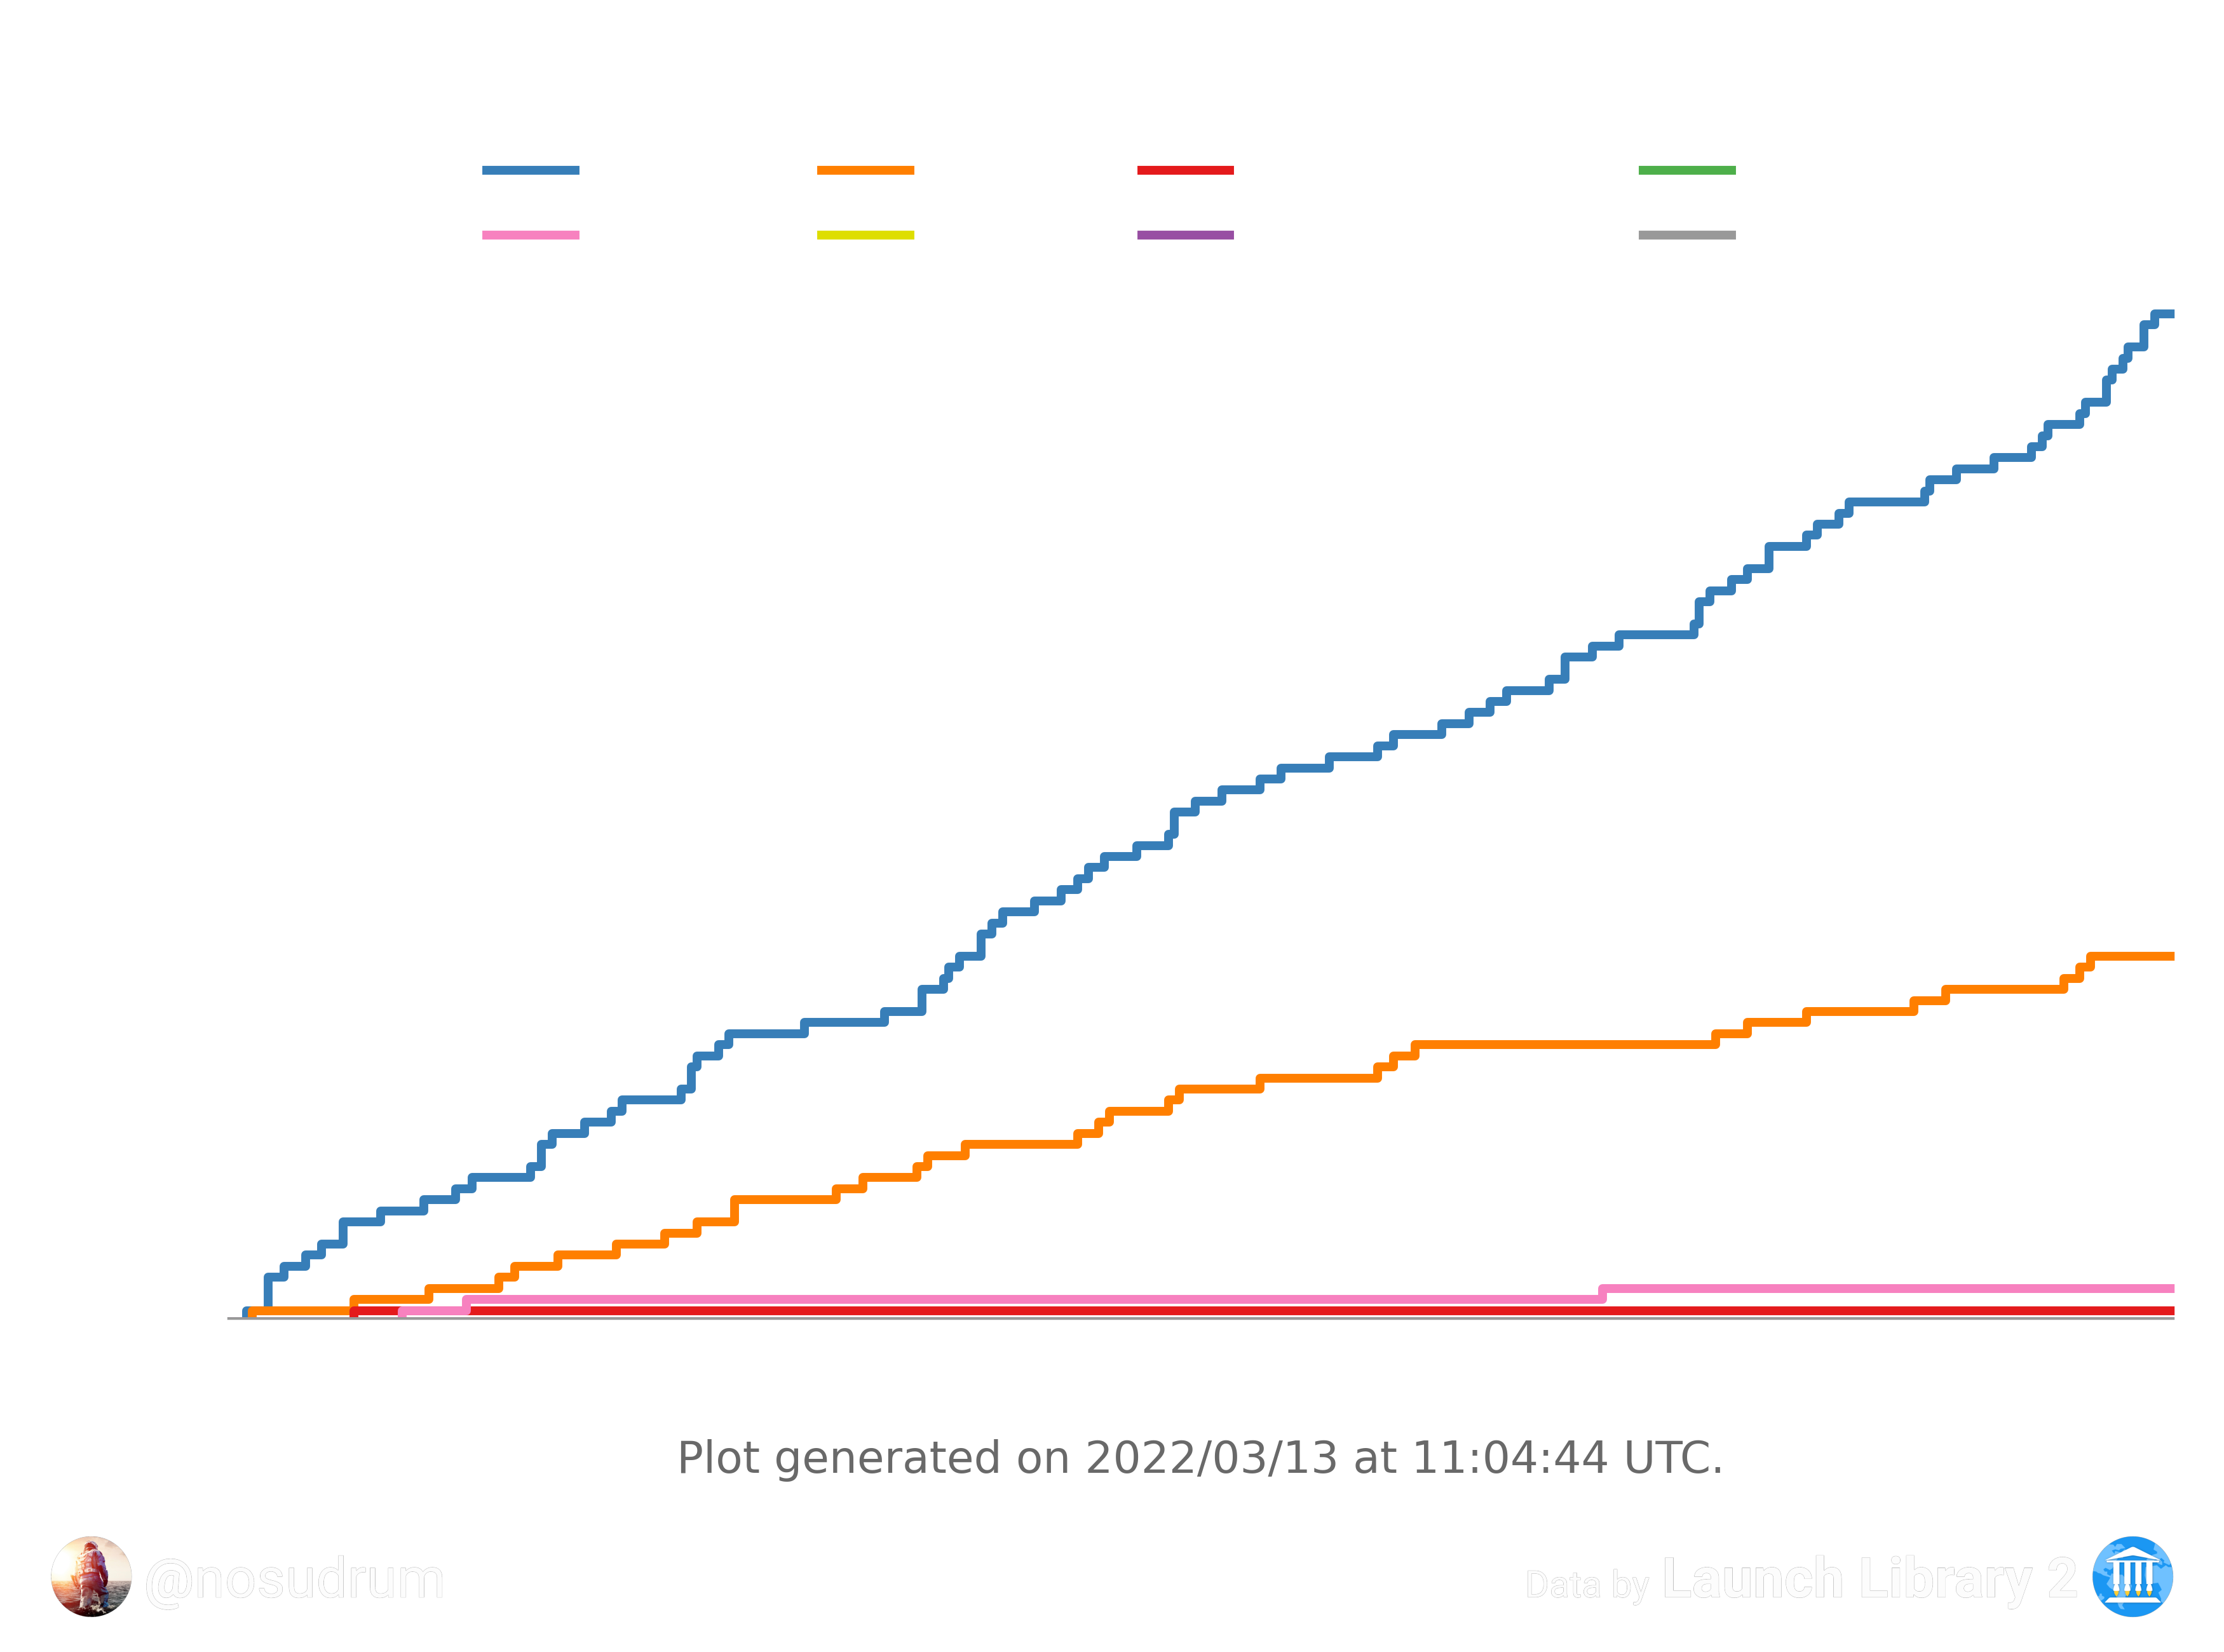 Plot generated on 2022/03/13 at 11:04:44 UTC.
@nosudrum
Data by Launch Library 2